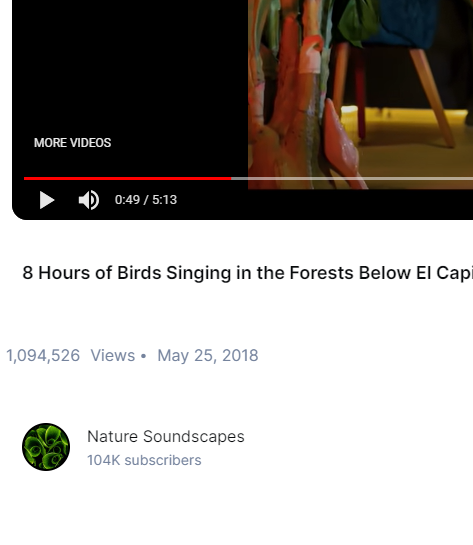 MORE VIDEOS
0:49 / 5:13
8 Hours of Birds Singing in the Forests Below El Capi
1,094,526 Views • May 25, 2018
Nature Soundscapes
104K subscribers